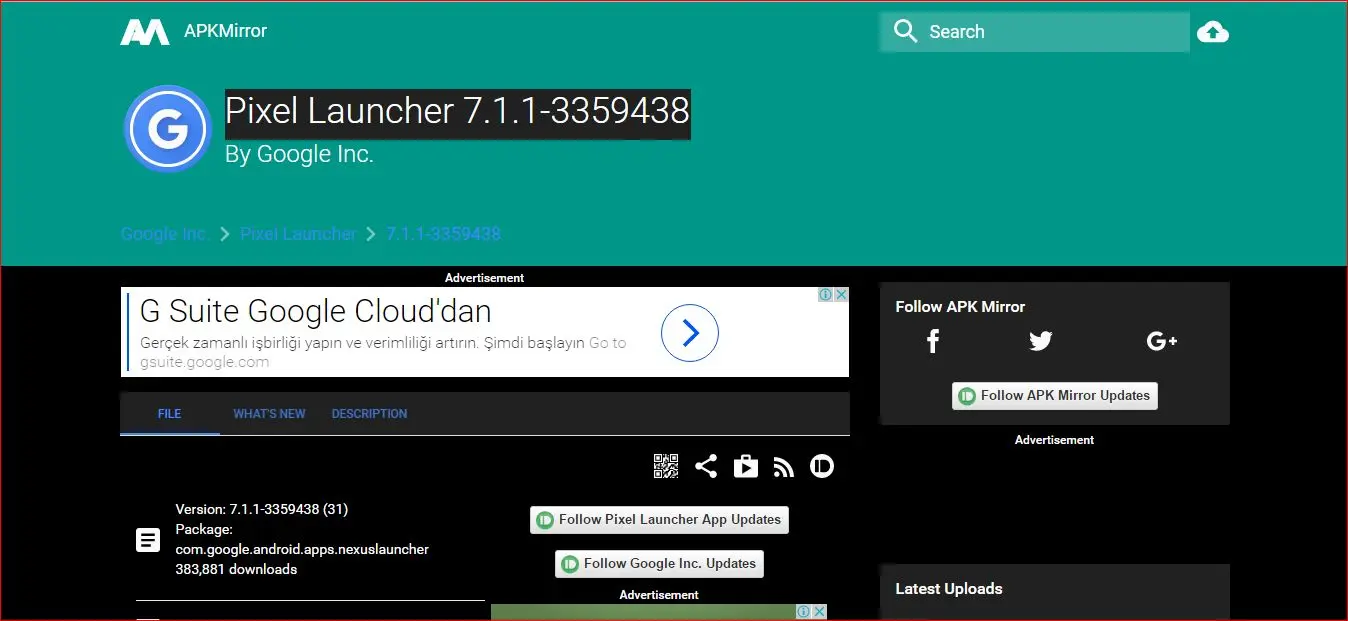 APKMirror
Search
Pixel Launcher 7.1.1-3359438
By Google Inc.
Google Inc. > Pixel Launcher > 7.1.1-3359438
Advertisement
G Suite Google Cloud'dan
Gerçek zamanlı işbirliği yapın ve verimliliği artırın. Şimdi başlayın Go to
gsuite.google.com
FILE WHAT'S NEW DESCRIPTION
Version: 7.1.1-3359438 (31)
Package:
com.google.android.apps.nexuslauncher
383,881 downloads
Follow Pixel Launcher App Updates
Follow Google Inc. Updates
Advertisement
Follow APK Mirror
Follow APK Mirror Updates
Advertisement
Latest Uploads